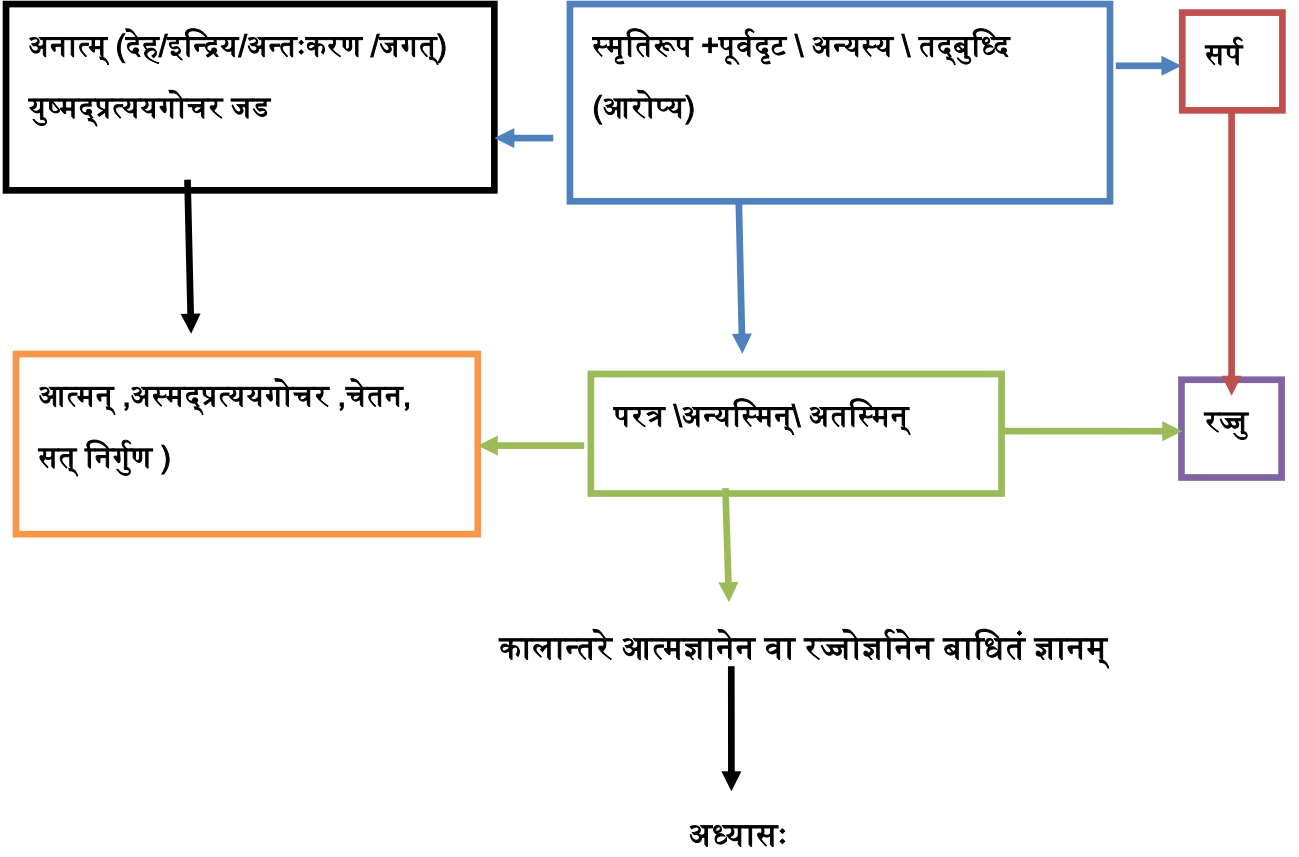 अनात्म् (देह/इन्द्रिय/अन्तःकरण /जगत्)
युष्मद्प्रत्ययगोचर जड
स्मृतिरूप +पूर्वदृट \ अन्यस्य \ तद्बुध्दि
(आरोप्य)
सर्प
आत्मन् ,अस्मद्प्रत्ययगोचर ,चेतन,
सत् निर्गुण )
परत्र \अन्यस्मिन्\ अतस्मिन्
रज्जु
कालान्तरे आत्मज्ञानेन वा रज्जोर्ज्ञानेन बाधितं ज्ञानम्
अध्यासः